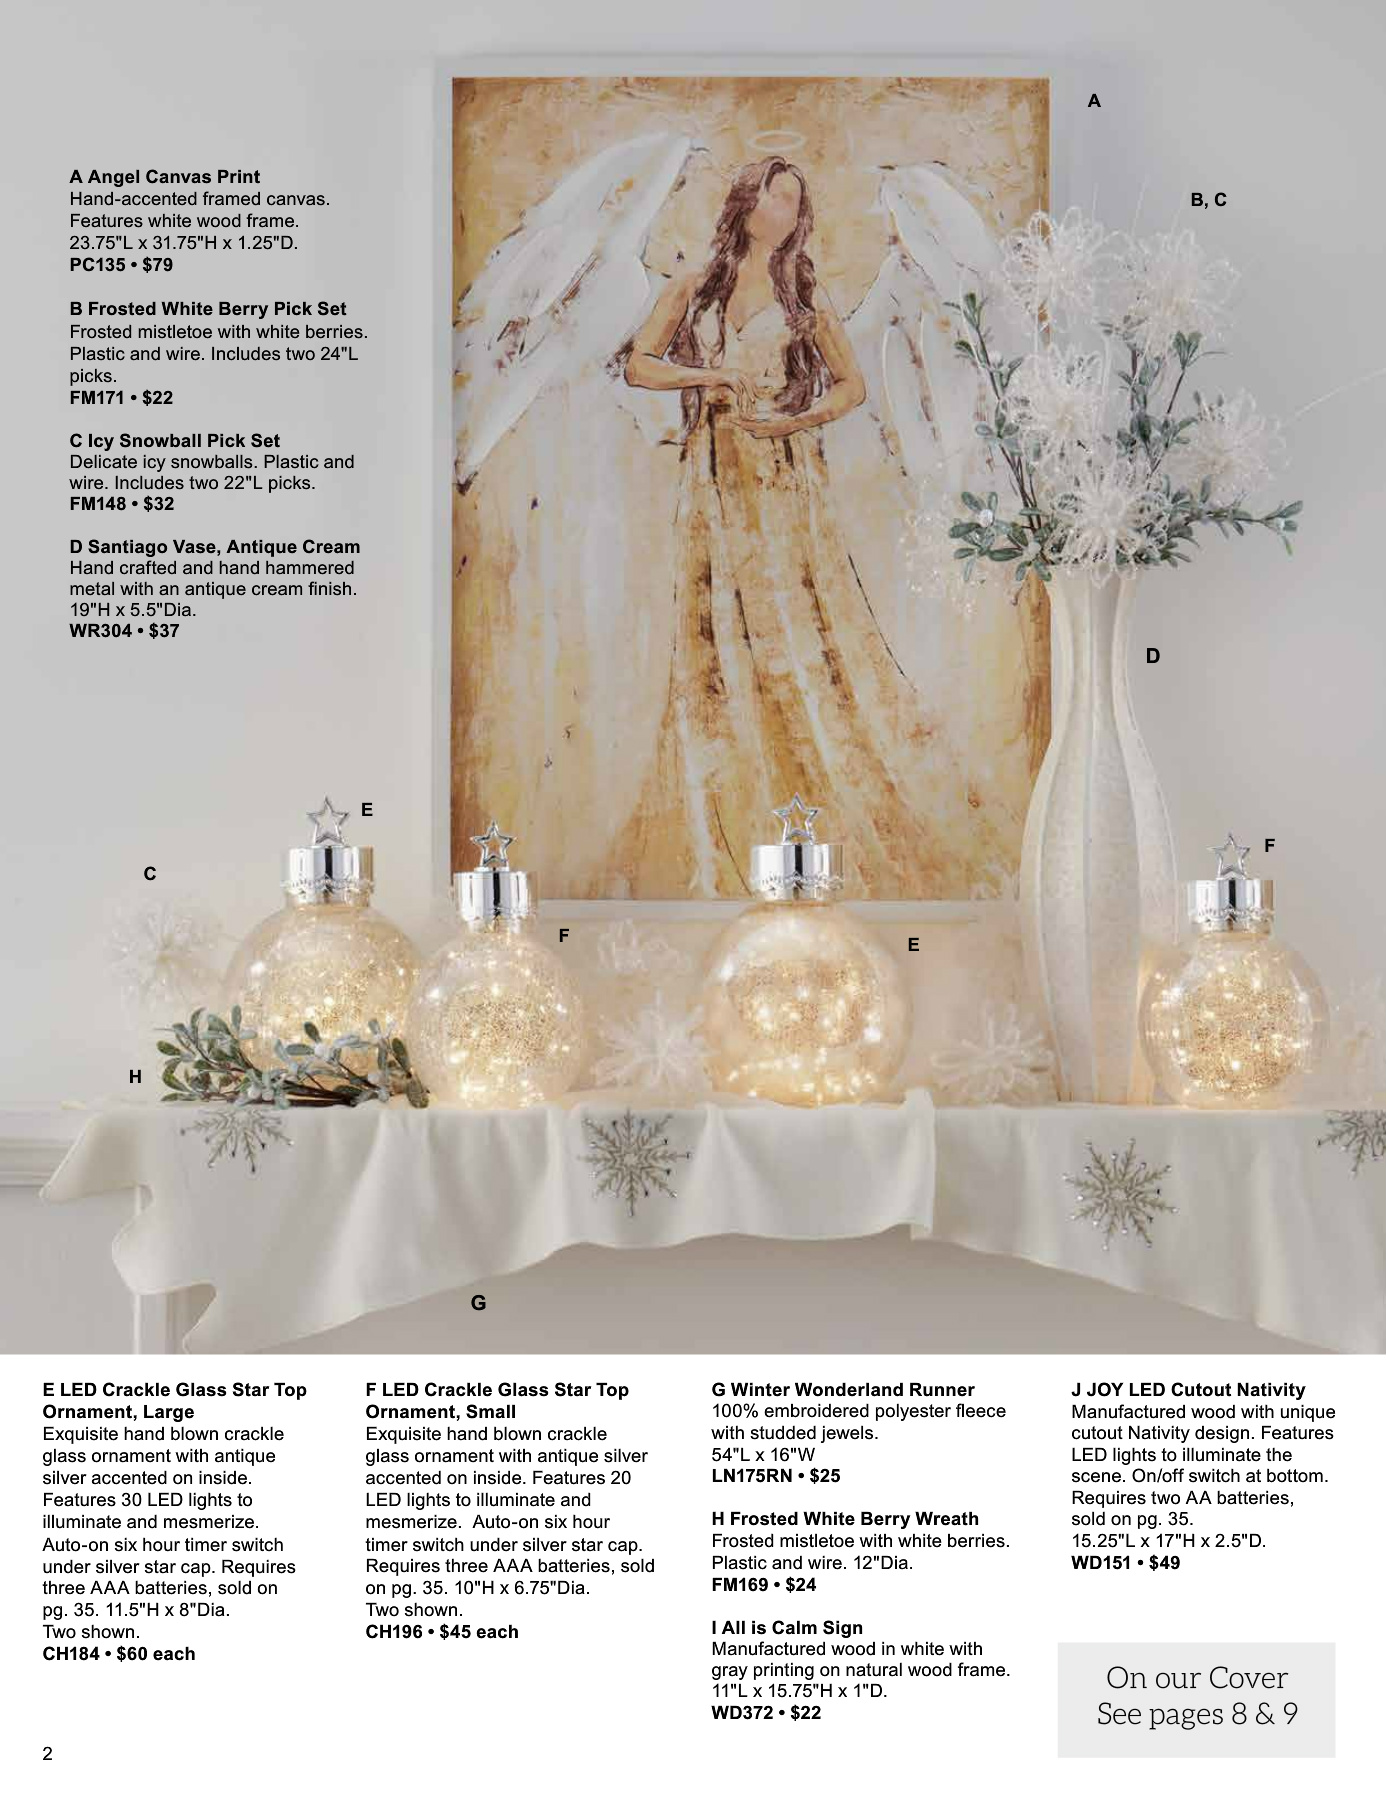 A
B, C
A Angel Canvas Print
Hand-accented framed canvas.
Features white wood frame.
23.75"L x 31.75"H x 1.25"D.
PC135 • $79
B Frosted White Berry Pick Set
Frosted mistletoe with white berries.
Plastic and wire. Includes two 24"L
picks.
FM171 • $22
C Icy Snowball Pick Set
Delicate icy snowballs. Plastic and
wire. Includes two 22"L picks.
FM148 • $32
D Santiago Vase, Antique Cream
Hand crafted and hand hammered
metal with an antique cream finish.
19"H x 5.5"Dia.
WR304 • $37
D
E
F
C
F
E
H
G
E LED Crackle Glass Star Top
Ornament, Large
Exquisite hand blown crackle
glass ornament with antique
silver accented on inside.
Features 30 LED lights to
illuminate and mesmerize.
Auto-on six hour timer switch
under silver star cap. Requires
three AAA batteries, sold on
pg. 35. 11.5"H x 8"Dia.
Two shown.
CH184 • $60 each
F LED Crackle Glass Star Top
Ornament, Small
Exquisite hand blown crackle
glass ornament with antique silver
accented on inside. Features 20
LED lights to illuminate and
mesmerize.  Auto-on six hour
timer switch under silver star cap.
Requires three AAA batteries, sold
on pg. 35. 10"H x 6.75"Dia.
Two shown.
CH196 • $45 each
G Winter Wonderland Runner
100% embroidered polyester fleece
with studded jewels.
54"L x 16"W
LN175RN • $25
H Frosted White Berry Wreath
Frosted mistletoe with white berries.
Plastic and wire. 12"Dia.
FM169 • $24
I All is Calm Sign
Manufactured wood in white with
gray printing on natural wood frame.
11"L x 15.75"H x 1"D.
WD372 • $22
J JOY LED Cutout Nativity
Manufactured wood with unique
cutout Nativity design. Features
LED lights to illuminate the
scene. On/off switch at bottom.
Requires two AA batteries,
sold on pg. 35.
15.25"L x 17"H x 2.5"D.
WD151 • $49
On our Cover
See pages 8 & 9
2